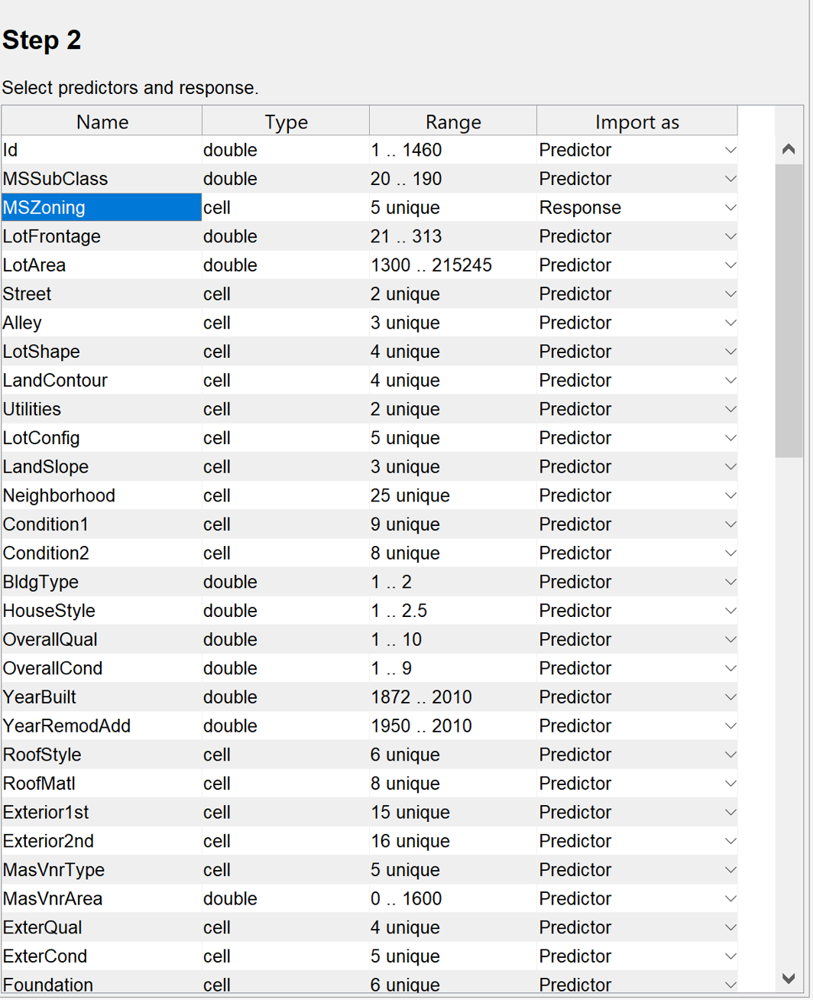 Step 2
Select predictors and response.
Name Type Range Import as
Id double 1 .. 1460 Predictor
MSSubClass double 20 .. 190 Predictor
MSZoning cell 5 unique Response
LotFrontage double 21 .. 313 Predictor
LotArea double 1300 .. 215245 Predictor
Street cell 2 unique Predictor
Alley cell 3 unique Predictor
LotShape cell 4 unique Predictor
LandContour cell 4 unique Predictor
Utilities cell 2 unique Predictor
LotConfig cell 5 unique Predictor
LandSlope cell 3 unique Predictor
Neighborhood cell 25 unique Predictor
Condition1 cell 9 unique Predictor
Condition2 cell 8 unique Predictor
BldgType double 1 .. 2 Predictor
HouseStyle double 1 .. 2.5 Predictor
OverallQual double 1 .. 10 Predictor
OverallCond double 1 .. 9 Predictor
YearBuilt double 1872 .. 2010 Predictor
YearRemodAdd double 1950 .. 2010 Predictor
RoofStyle cell 6 unique Predictor
RoofMatl cell 8 unique Predictor
Exterior1st cell 15 unique Predictor
Exterior2nd cell 16 unique Predictor
MasVnrType cell 5 unique Predictor
MasVnrArea double 0 .. 1600 Predictor
ExterQual cell 4 unique Predictor
ExterCond cell 5 unique Predictor
Foundation cell 6 unique Predictor